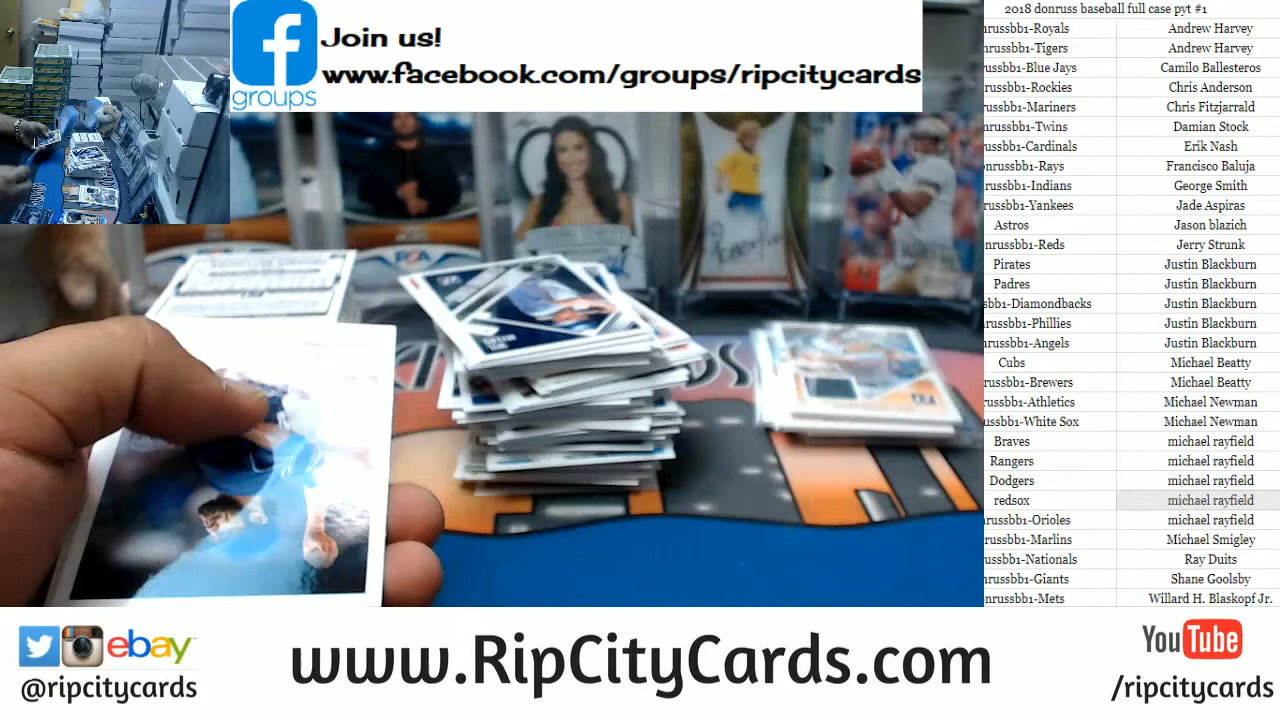 Join us!
www.facebook.com/groups/ripcitycards
groups
2018 donruss baseball full case pyt #1
nrussbb1-Royals Andrew Harvey
nrussbb1-Tigers Andrew Harvey
russbb1-Blue Jays Camilo Ballesteros
russbb1-Rockies Chris Anderson
russbb1-Mariners Chris Fitzjarrald
nrussbb1-Twins Damian Stock
russbb1-Cardinals Erik Nash
nrussbb1-Rays Francisco Baluja
nrussbb1-Indians George Smith
russbb1-Yankees Jade Aspiras
Astros Jason blazich
onrussbb1-Reds Jerry Strunk
Pirates Justin Blackburn
Padres Justin Blackburn
sbb1-Diamondbacks Justin Blackburn
russbb1-Phillies Justin Blackburn
nrussbb1-Angels Justin Blackburn
Cubs Michael Beatty
russbb1-Brewers Michael Beatty
russbb1-Athletics Michael Newman
ussbb1-White Sox Michael Newman
Braves michael rayfield
Rangers michael rayfield
Dodgers michael rayfield
redsox michael rayfield
russbb1-Orioles michael rayfield
russbb1-Marlins Michael Smigley
russbb1-Nationals Ray Duits
nrussbb1-Giants Shane Goolsby
onrussbb1-Mets Willard H. Blaskopf Jr.
ebay
@ripcitycards
www.RipCityCards.com
YouTube
/ripcitycards